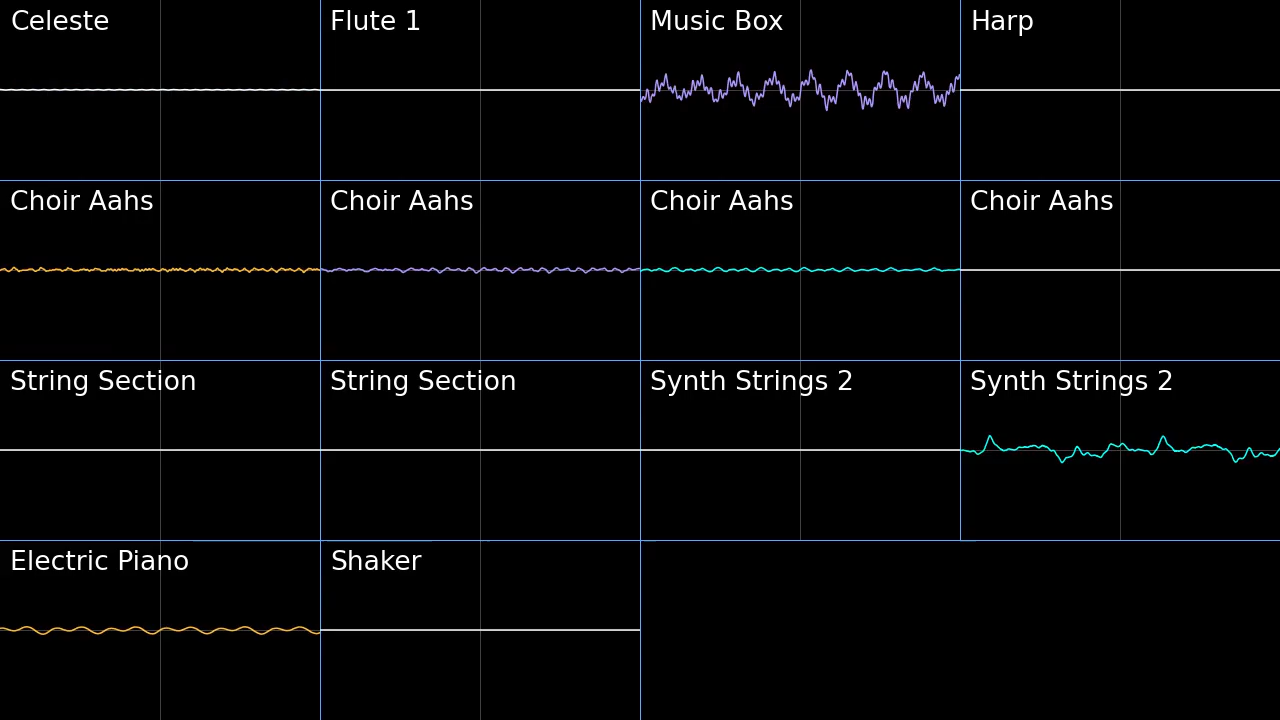 Celeste
Flute 1
Music Box
Harp
Choir Aahs
Choir Aahs
Choir Aahs
Choir Aahs
String Section
String Section
Synth Strings 2
Synth Strings 2
Electric Piano
Shaker